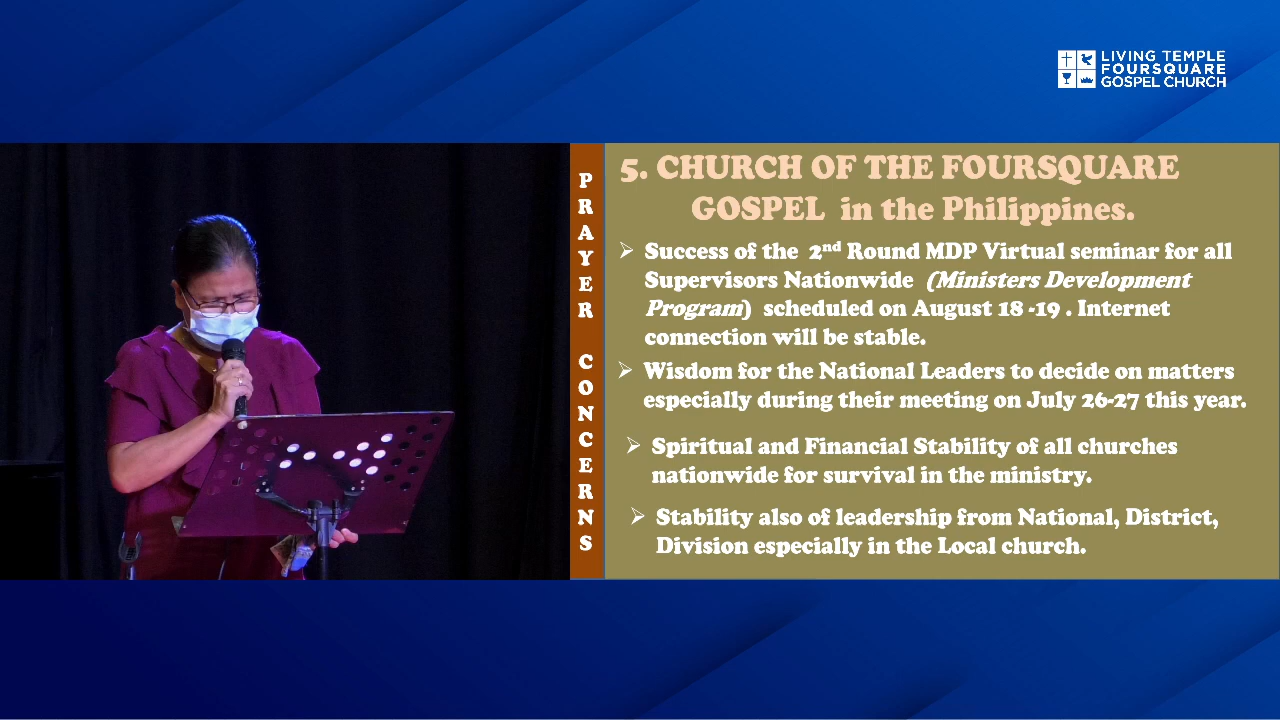 LIVING TEMPLE
FOURSQUARE
GOSPEL CHURCH
PRAYER CONCERNS
5. CHURCH OF THE FOURSQUARE
GOSPEL in the Philippines.
➢ Success of the 2nd Round MDP Virtual seminar for all
Supervisors Nationwide (Ministers Development
Program) scheduled on August 18 -19 . Internet
connection will be stable.
➢ Wisdom for the National Leaders to decide on matters
especially during their meeting on July 26-27 this year.
➢ Spiritual and Financial Stability of all churches
nationwide for survival in the ministry.
➢ Stability also of leadership from National, District,
Division especially in the Local church.